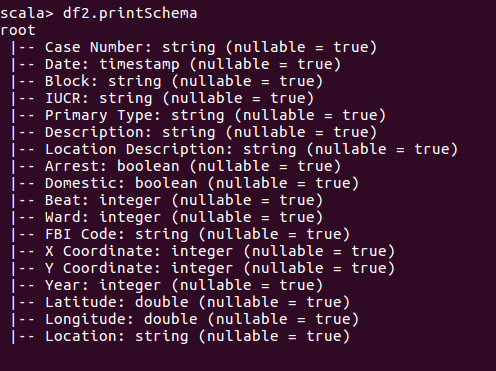 scala> df2.printSchema
root
 |-- Case Number: string (nullable = true)
 |-- Date: timestamp (nullable = true)
 |-- Block: string (nullable = true)
 |-- IUCR: string (nullable = true)
 |-- Primary Type: string (nullable = true)
 |-- Description: string (nullable = true)
 |-- Location Description: string (nullable = true)
 |-- Arrest: boolean (nullable = true)
 |-- Domestic: boolean (nullable = true)
 |-- Beat: integer (nullable = true)
 |-- Ward: integer (nullable = true)
 |-- FBI Code: string (nullable = true)
 |-- X Coordinate: integer (nullable = true)
 |-- Y Coordinate: integer (nullable = true)
 |-- Year: integer (nullable = true)
 |-- Latitude: double (nullable = true)
 |-- Longitude: double (nullable = true)
 |-- Location: string (nullable = true)